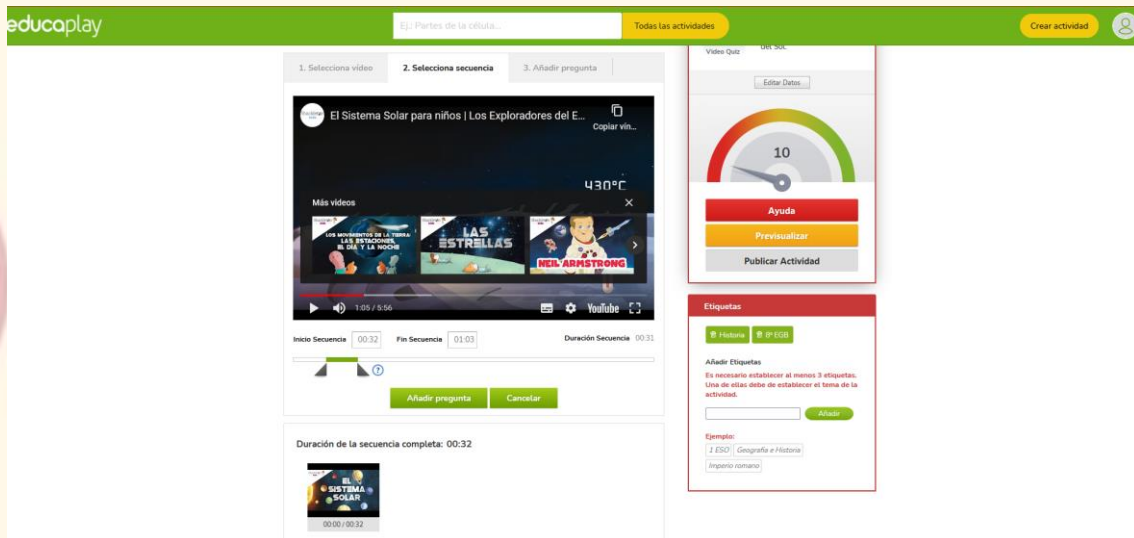 educaplay
Ej.: Partes de la célula...
Todas las actividades
Crear actividad
1. Selecciona vídeo
2. Selecciona secuencia
3. Añadir pregunta
El Sistema Solar para niños | Los Exploradores del E...
Copiar vín...
430°C
Más vídeos
LOS MOVIMIENTOS DE LA TIERRA:
LAS ESTACIONES,
EL DÍA Y LA NOCHE
LAS
ESTRELLAS
NEIL ARMSTRONG
1:05 / 5:56
YouTube
Inicio Secuencia 00:32 Fin Secuencia 01:03 Duración Secuencia 00:31
?
Añadir pregunta
Cancelar
Duración de la secuencia completa: 00:32
EL
SISTEMA
SOLAR
00:00 / 00:32
Video Quiz
del Sol.
Editar Datos
10
Ayuda
Previsualizar
Publicar Actividad
Etiquetas
Historia
8º EGB
Añadir Etiquetas
Es necesario establecer al menos 3 etiquetas.
Una de ellas debe de establecer el tema de la
actividad.
Añadir
Ejemplo:
1 ESO
Geografía e Historia
Imperio romano